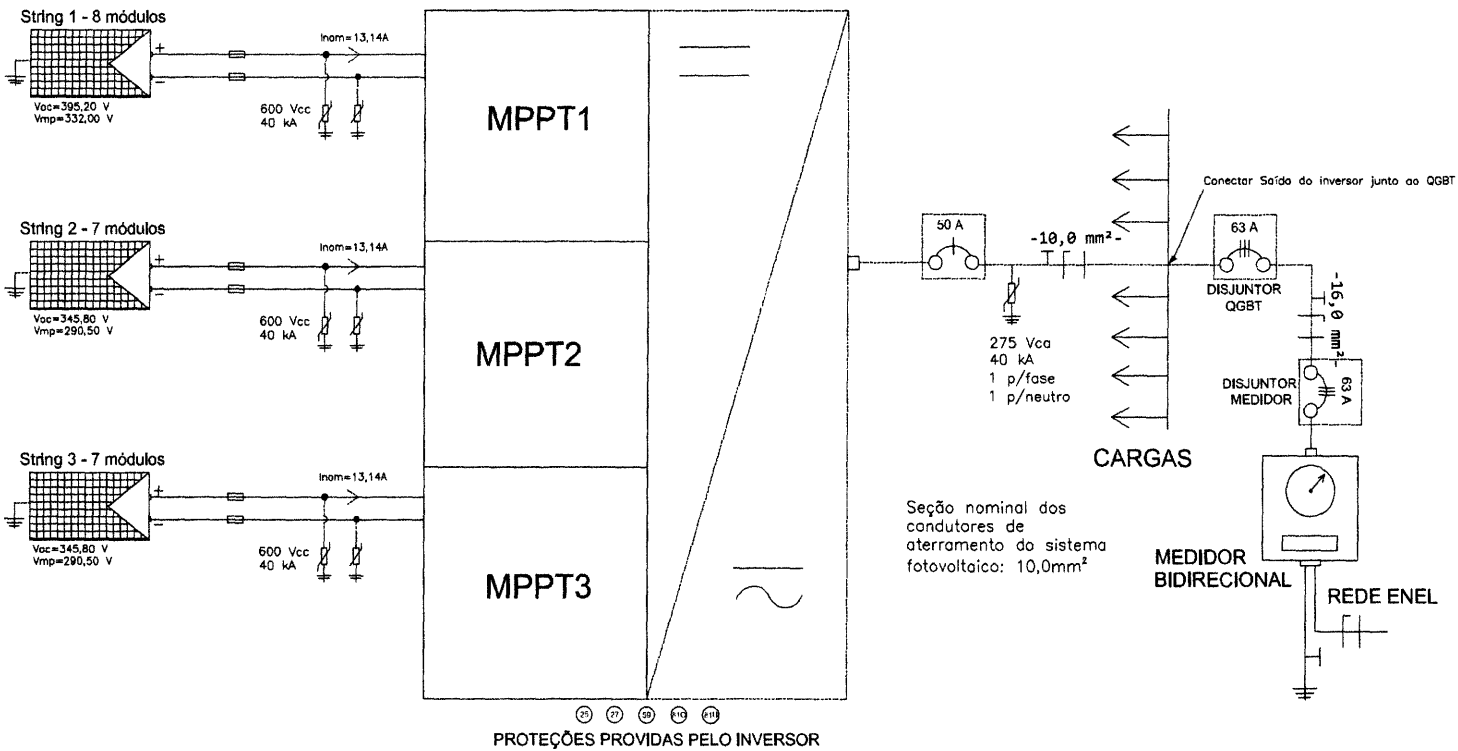 String 1 - 8 módulos
+
−
Voc=395,20 V
Vmp=332,00 V
Inom=13,14A
600 Vcc
40 kA
MPPT1
String 2 - 7 módulos
+
−
Voc=345,80 V
Vmp=290,50 V
Inom=13,14A
600 Vcc
40 kA
MPPT2
String 3 - 7 módulos
+
−
Voc=345,80 V
Vmp=290,50 V
Inom=13,14A
600 Vcc
40 kA
MPPT3
25 27 59
PROTEÇÕES PROVIDAS PELO INVERSOR
50 A
-10,0 mm²-
275 Vca
40 kA
1 p/fase
1 p/neutro
CARGAS
Conectar Saída do inversor junto ao QGBT
63 A
DISJUNTOR
QGBT
-16,0 mm²-
DISJUNTOR
MEDIDOR
63 A
Seção nominal dos
condutores de
aterramento do sistema
fotovoltaico: 10,0mm²
MEDIDOR
BIDIRECIONAL
REDE ENEL